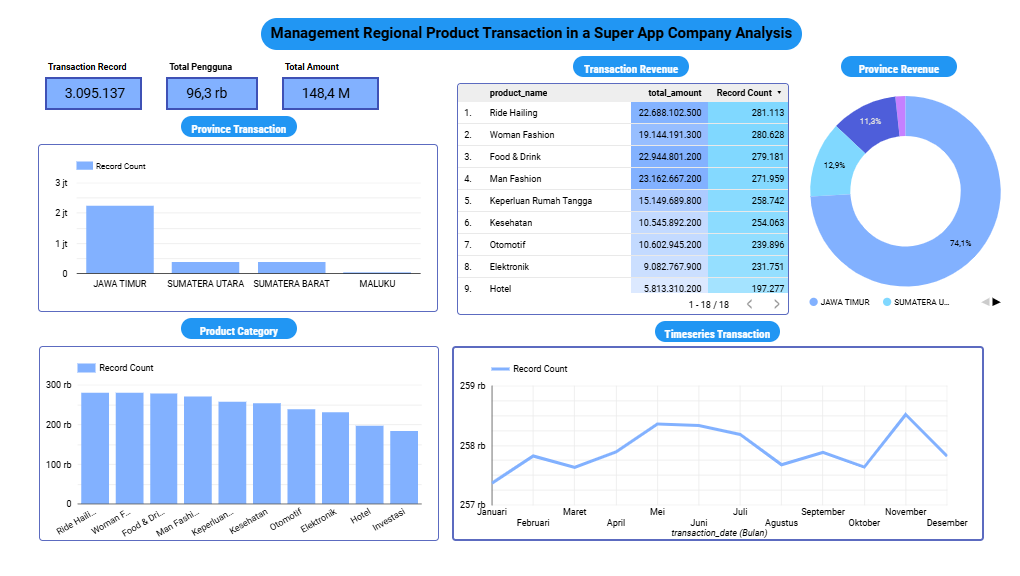 Management Regional Product Transaction in a Super App Company Analysis
Transaction Record
3.095.137
Total Pengguna
96,3 rb
Total Amount
148,4 M
Province Transaction
Record Count
3 jt
2 jt
1 jt
0
JAWA TIMUR SUMATERA UTARA SUMATERA BARAT MALUKU
Transaction Revenue
product_name total_amount Record Count
1. Ride Hailing 22.688.102.500 281.113
2. Woman Fashion 19.144.191.300 280.628
3. Food & Drink 22.944.801.200 279.181
4. Man Fashion 23.162.667.200 271.959
5. Keperluan Rumah Tangga 15.149.689.800 258.742
6. Kesehatan 10.545.892.200 254.063
7. Otomotif 10.602.945.200 239.896
8. Elektronik 9.082.767.900 231.751
9. Hotel 5.813.310.200 197.277
1 - 18 / 18
Province Revenue
11,3%
12,9%
74,1%
JAWA TIMUR SUMATERA U...
Product Category
Record Count
300 rb
200 rb
100 rb
0
Ride Haili... Woman F... Food & Dri... Man Fashi... Keperluan... Kesehatan Otomotif Elektronik Hotel Investasi
Timeseries Transaction
Record Count
259 rb
258 rb
257 rb
Januari Februari Maret April Mei Juni Juli Agustus September Oktober November Desember
transaction_date (Bulan)